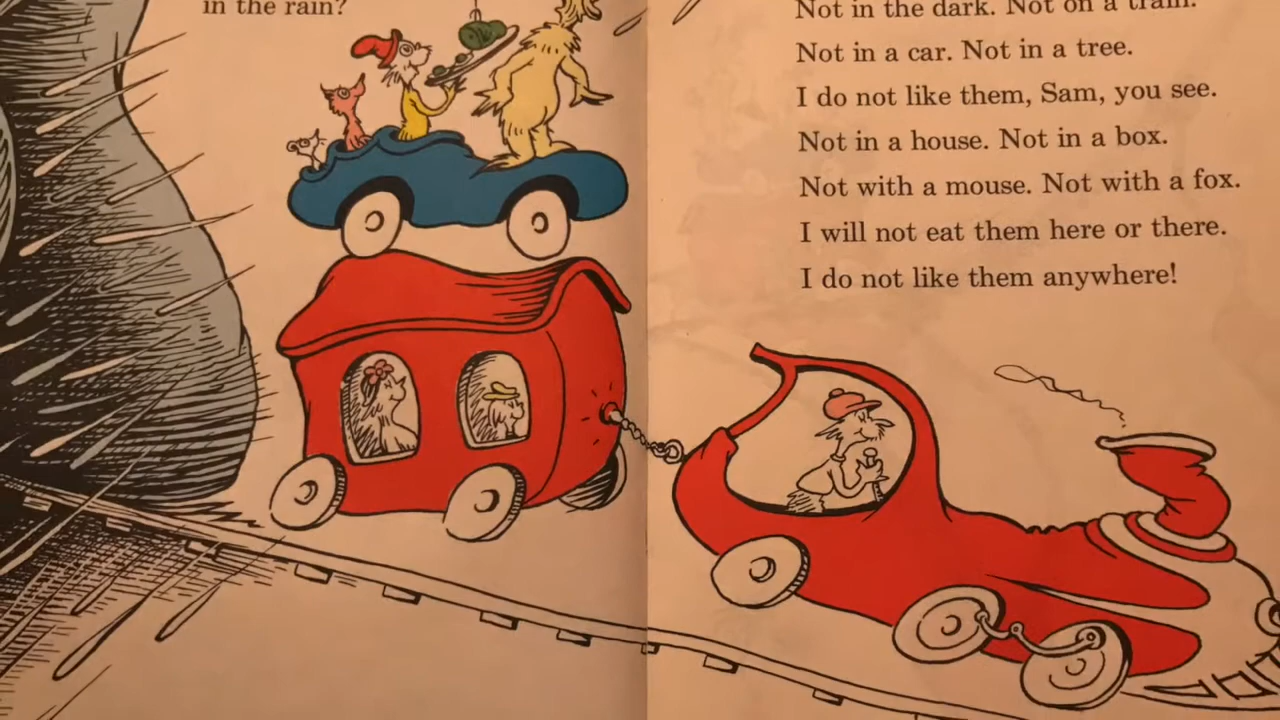 in the rain?
Not in the dark. Not on a train.
Not in a car. Not in a tree.
I do not like them, Sam, you see.
Not in a house. Not in a box.
Not with a mouse. Not with a fox.
I will not eat them here or there.
I do not like them anywhere!